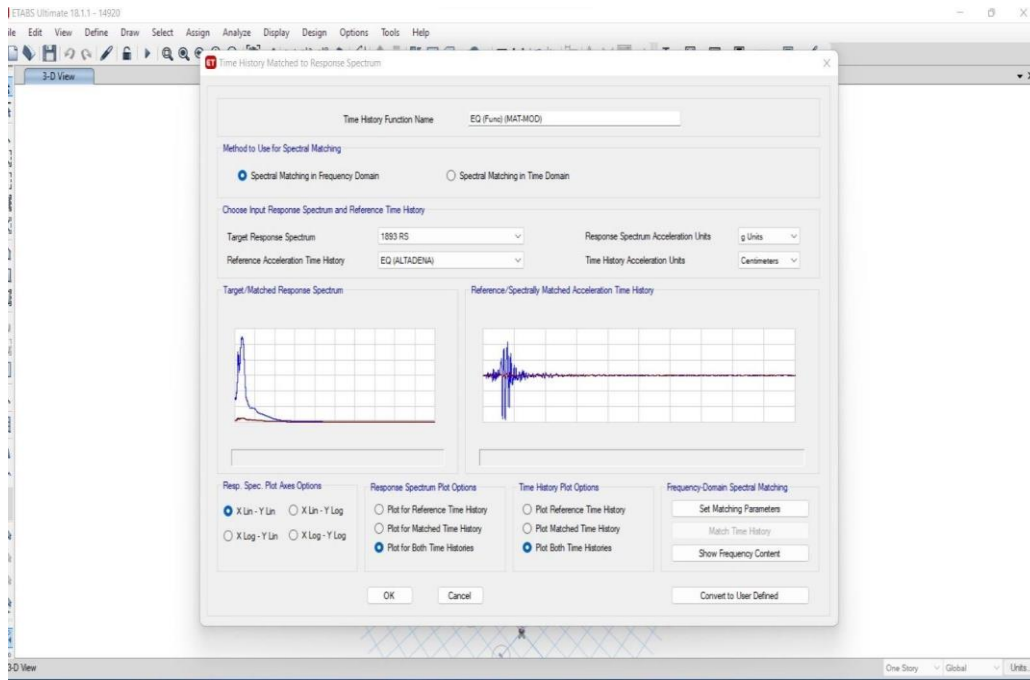 ETABS Ultimate 18.1.1 - 14920
ile Edit View Define Draw Select Assign Analyze Display Design Options Tools Help
3-D View
Time History Matched to Response Spectrum
Time History Function Name EQ (Func) (MAT-MOD)
Method to Use for Spectral Matching
Spectral Matching in Frequency Domain Spectral Matching in Time Domain
Choose Input Response Spectrum and Reference Time History
Target Response Spectrum 1893 RS Response Spectrum Acceleration Units g Units
Reference Acceleration Time History EQ (ALTADENA) Time History Acceleration Units Centimeters
Target/Matched Response Spectrum Reference/Spectrally Matched Acceleration Time History
Resp. Spec. Plot Axes Options Response Spectrum Plot Options Time History Plot Options Frequency-Domain Spectral Matching
X Lin - Y Lin X Lin - Y Log Plot for Reference Time History Plot Reference Time History Set Matching Parameters
X Log - Y Lin X Log - Y Log Plot for Matched Time History Plot Matched Time History Match Time History
Plot for Both Time Histories Plot Both Time Histories Show Frequency Content
OK Cancel Convert to User Defined
3-D View One Story Global Units...